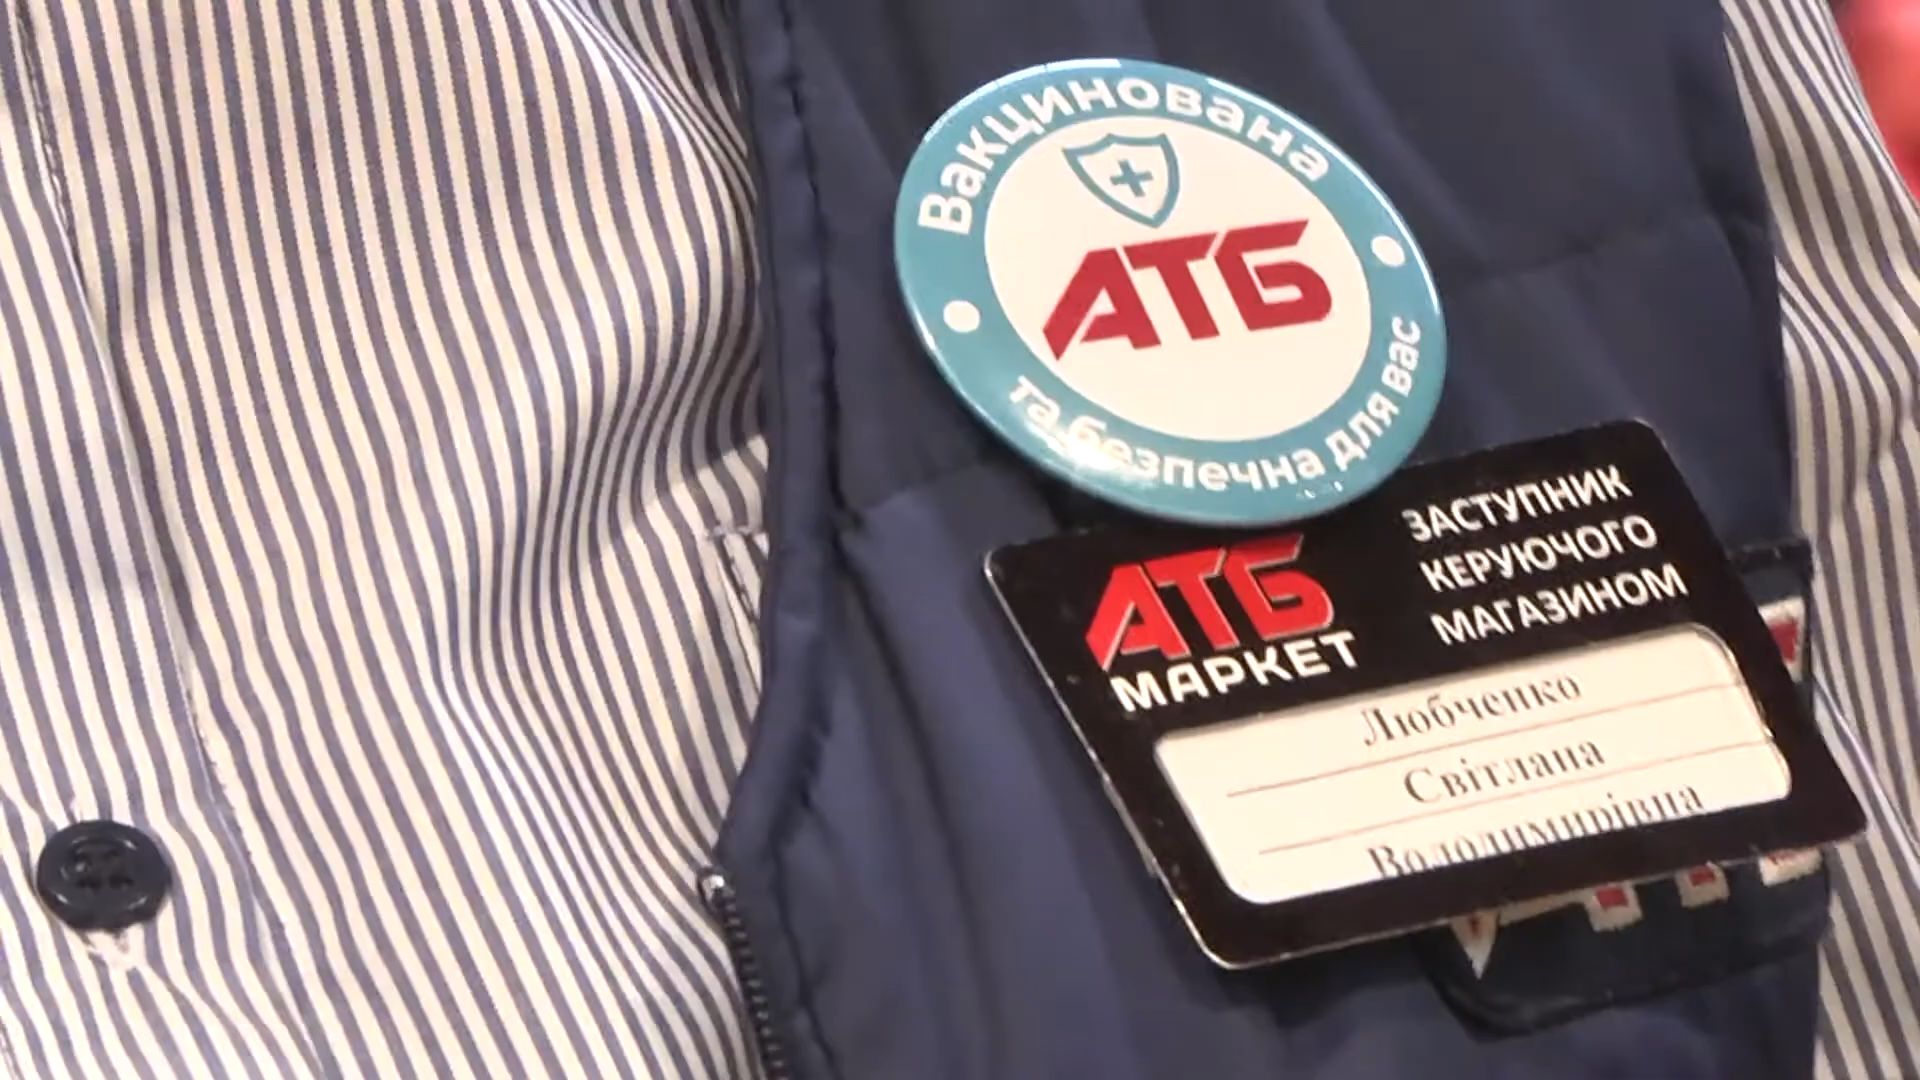 Вакцинована
АТБ
та безпечна для вас
АТБ
МАРКЕТ
ЗАСТУПНИК
КЕРУЮЧОГО
МАГАЗИНОМ
Любченко
Світлана
Володимирівна